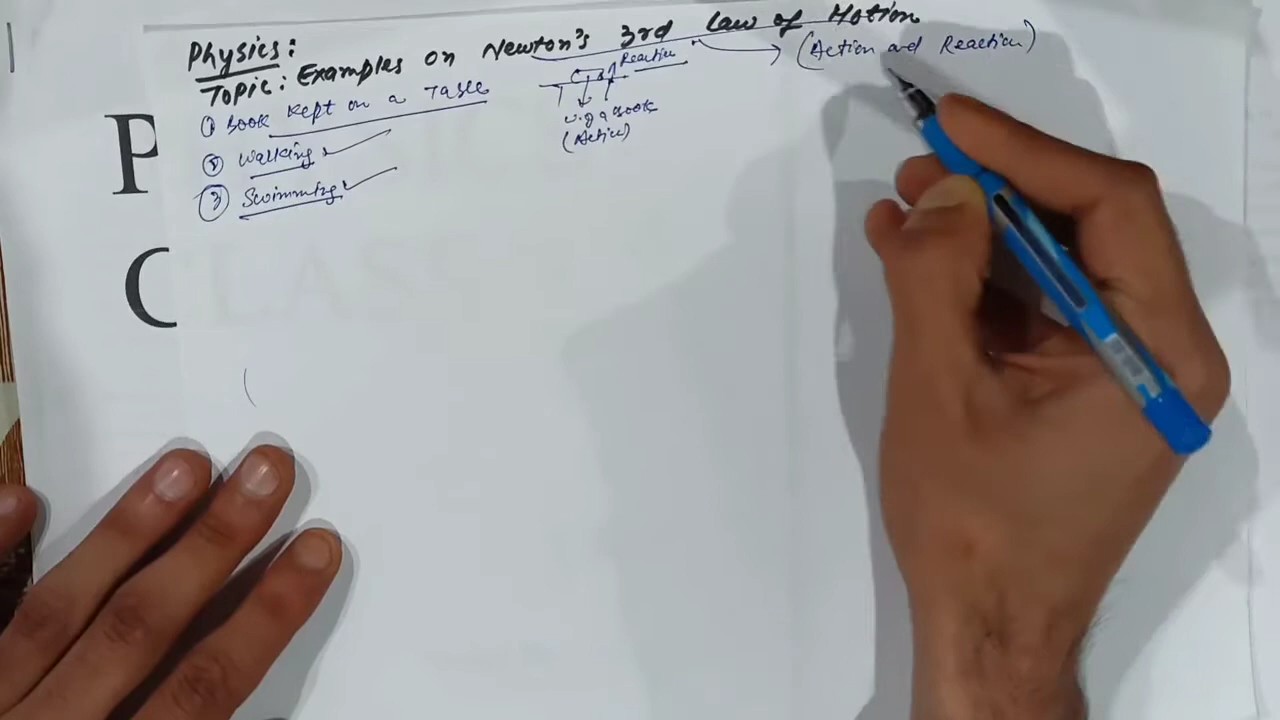 Physics:
Topic: Examples on Newton's 3rd Law of Motion
(Action and Reaction)
Reaction
① Book kept on a Table
w.g a Book
(Action)
② Walking
③ Swimming
P
CLAS